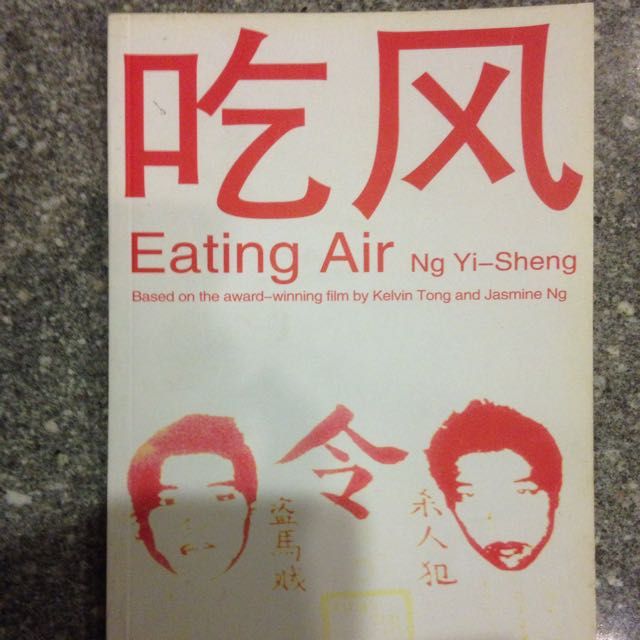 吃风
Eating Air Ng Yi-Sheng
Based on the award-winning film by Kelvin Tong and Jasmine Ng
令
盗馬贼
杀人犯